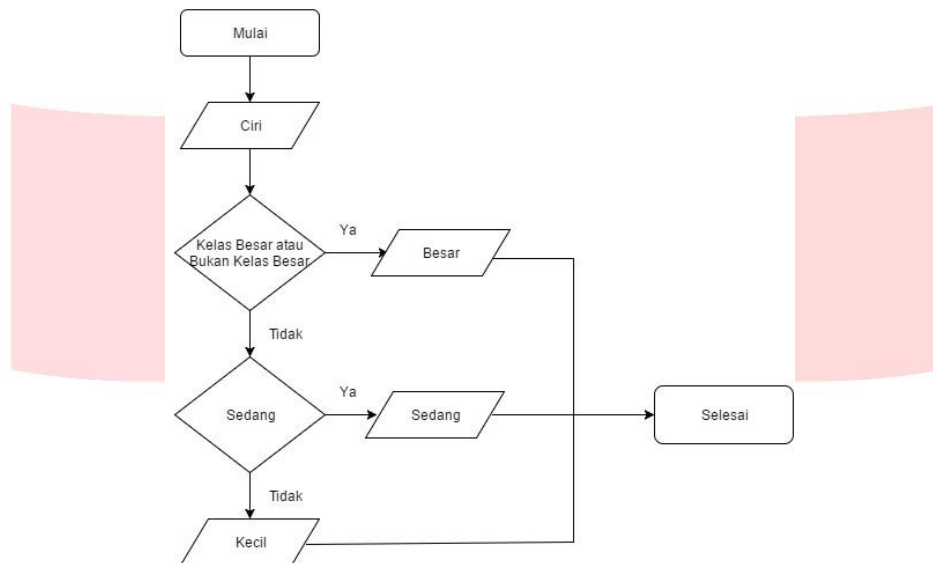 Mulai
Ciri
Kelas Besar atau
Bukan Kelas Besar
Ya
Besar
Tidak
Sedang
Ya
Sedang
Selesai
Tidak
Kecil